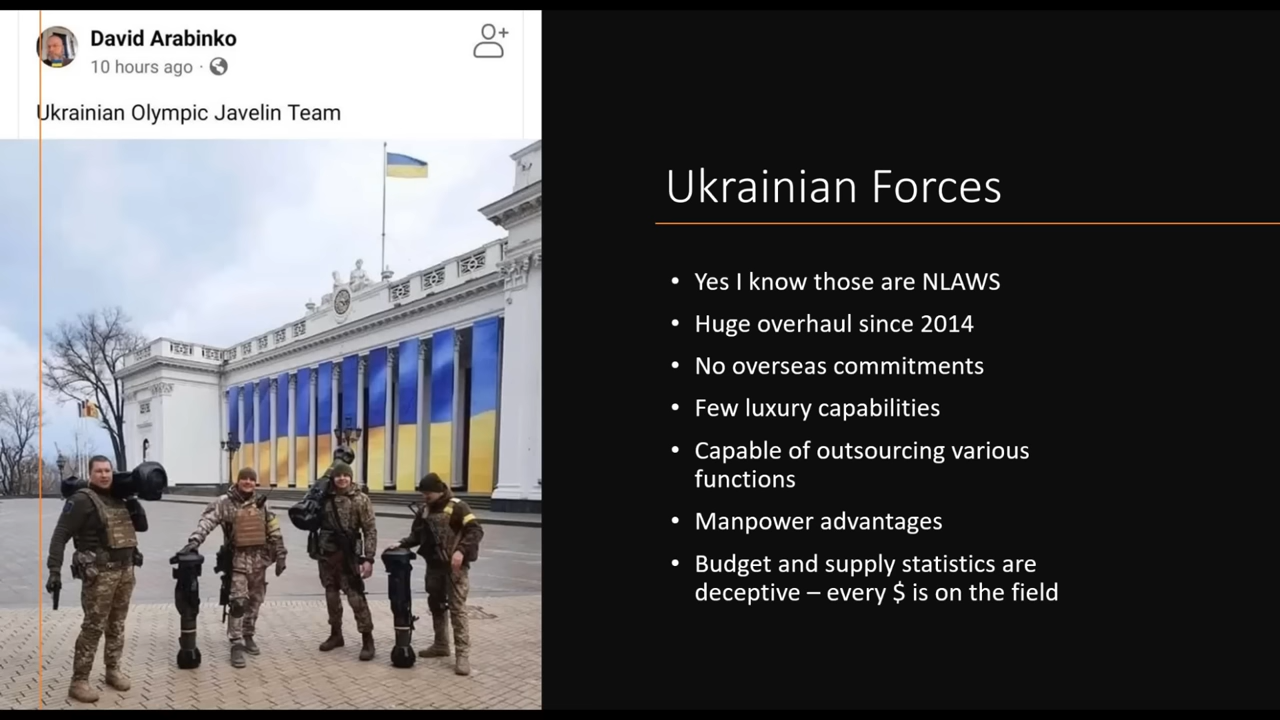 David Arabinko
10 hours ago ·
Ukrainian Olympic Javelin Team
Ukrainian Forces
• Yes I know those are NLAWS
• Huge overhaul since 2014
• No overseas commitments
• Few luxury capabilities
• Capable of outsourcing various
functions
• Manpower advantages
• Budget and supply statistics are
deceptive – every $ is on the field